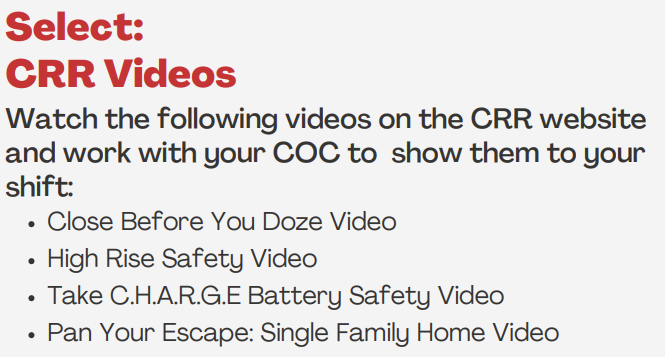 Select:
CRR Videos
Watch the following videos on the CRR website
and work with your COC to  show them to your
shift:
• Close Before You Doze Video
• High Rise Safety Video
• Take C.H.A.R.G.E Battery Safety Video
• Pan Your Escape: Single Family Home Video